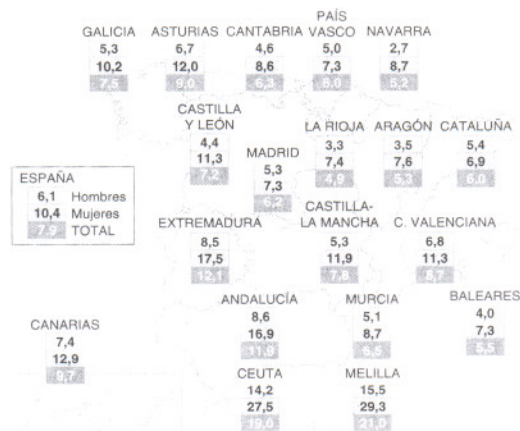 GALICIA
5,3
10,2
7,5
ASTURIAS
6,7
12,0
9,0
CANTABRIA
4,6
8,6
6,3
PAÍS
VASCO
5,0
7,3
6,0
NAVARRA
2,7
8,7
5,2
CASTILLA
Y LEÓN
4,4
11,3
7,2
MADRID
5,3
7,3
6,2
LA RIOJA
3,3
7,4
4,9
ARAGÓN
3,5
7,6
5,3
CATALUÑA
5,4
6,9
6,0
ESPAÑA
6,1 Hombres
10,4 Mujeres
7,9 TOTAL
EXTREMADURA
8,5
17,5
12,1
CASTILLA-
LA MANCHA
5,3
11,9
7,8
C. VALENCIANA
6,8
11,3
8,7
ANDALUCÍA
8,6
16,9
11,9
MURCIA
5,1
8,7
BALEARES
4,0
7,3
5,5
CANARIAS
7,4
12,9
9,7
CEUTA
14,2
27,5
19,0
MELILLA
15,5
29,3
21,0